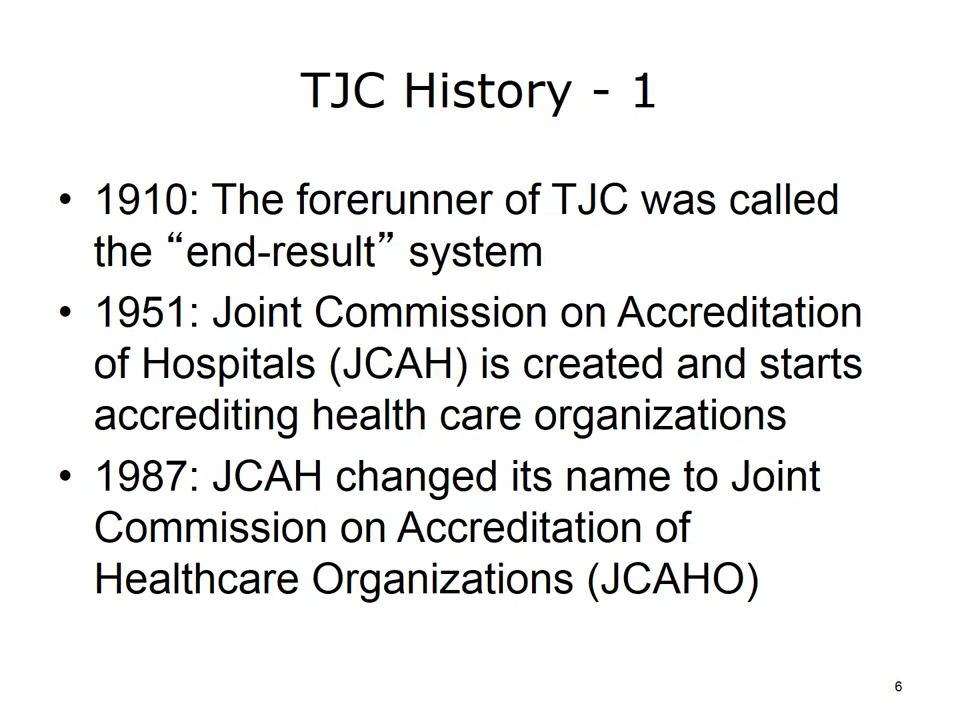 TJC History - 1
• 1910: The forerunner of TJC was called
the “end-result” system
• 1951: Joint Commission on Accreditation
of Hospitals (JCAH) is created and starts
accrediting health care organizations
• 1987: JCAH changed its name to Joint
Commission on Accreditation of
Healthcare Organizations (JCAHO)
6